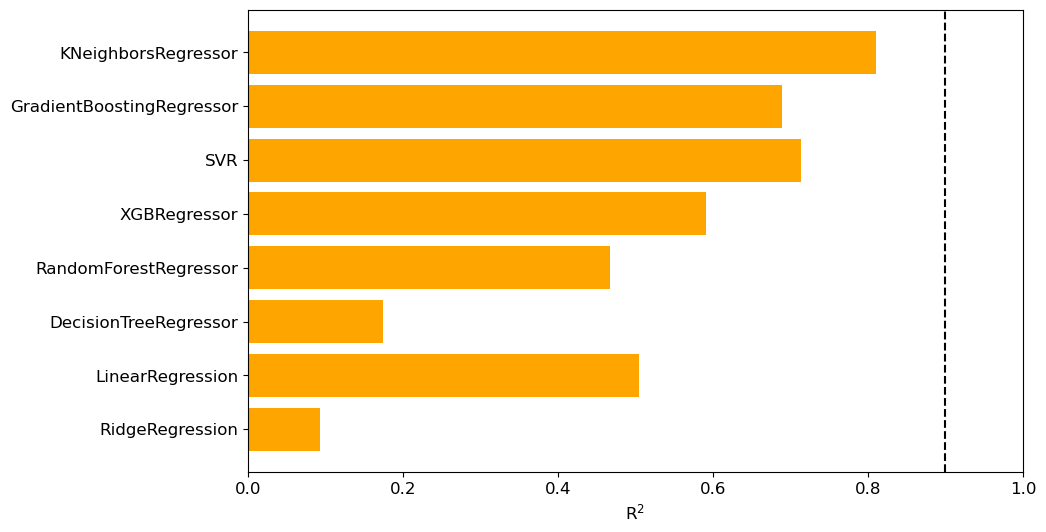 KNeighborsRegressor
GradientBoostingRegressor
SVR
XGBRegressor
RandomForestRegressor
DecisionTreeRegressor
LinearRegression
RidgeRegression
0.0 0.2 0.4 0.6 0.8 1.0
R²